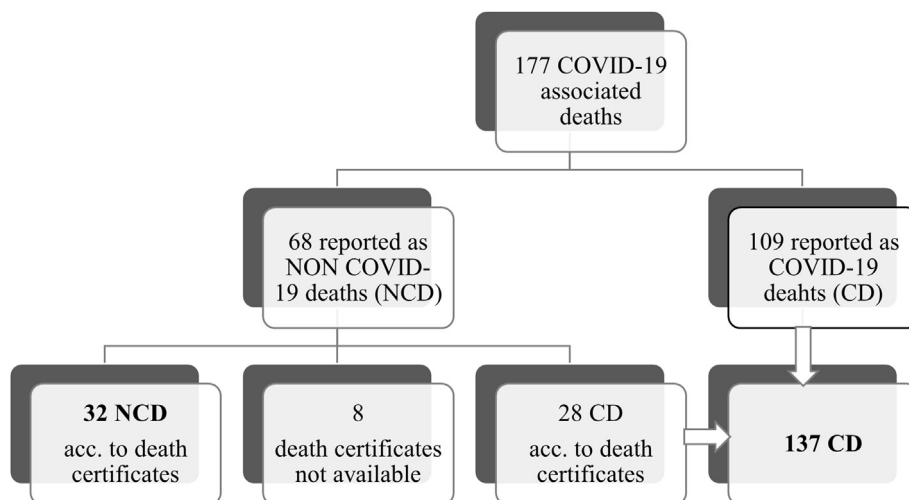 177 COVID-19
associated
deaths
68 reported as
NON COVID-
19 deaths (NCD)
109 reported as
COVID-19
deahts (CD)
32 NCD
acc. to death
certificates
8
death certificates
not available
28 CD
acc. to death
certificates
137 CD